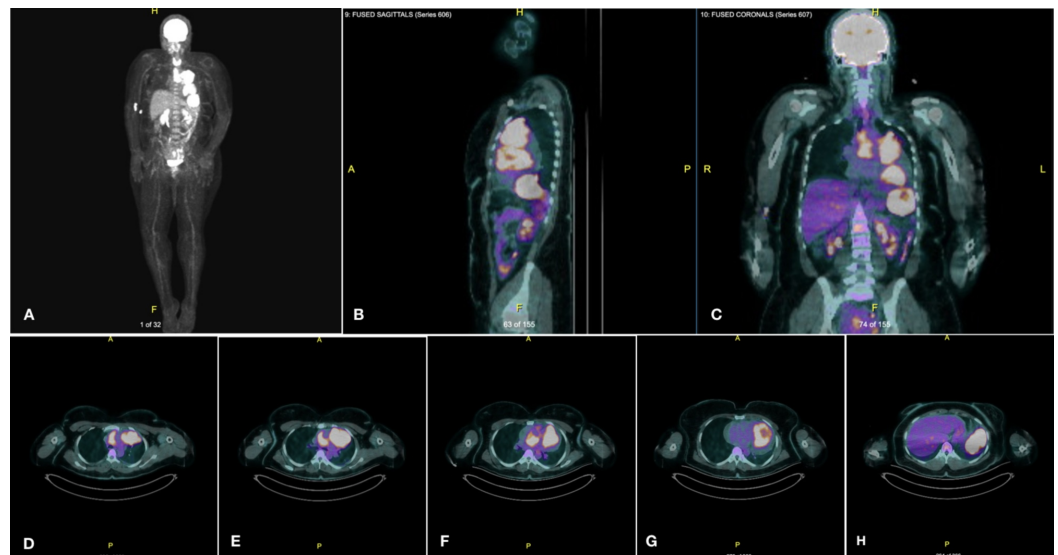 H
F
1 of 32
A
9: FUSED SAGITTALS (Series 606)
H
A
P
F
63 of 155
B
10: FUSED CORONALS (Series 607)
H
R
L
F
74 of 155
C
A
P
D
A
P
E
A
P
F
A
P
G
A
P
H